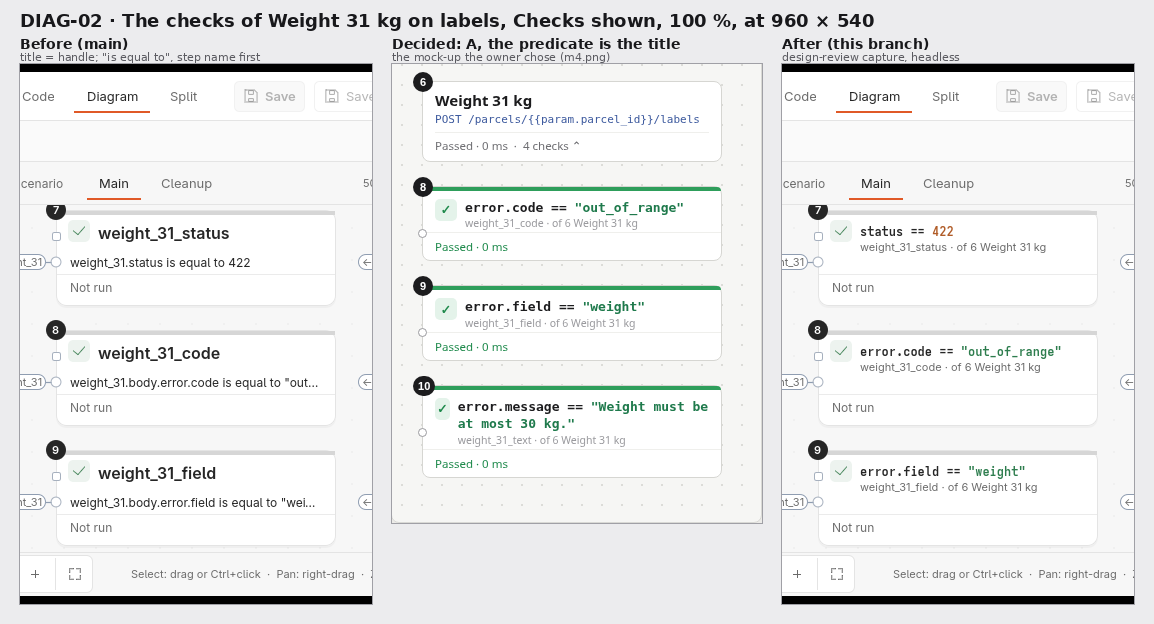 DIAG-02 · The checks of Weight 31 kg on labels, Checks shown, 100 %, at 960 × 540
Before (main)
title = handle; "is equal to", step name first
Code Diagram Split Save Save
cenario Main Cleanup 50
7
weight_31_status
nt_31
weight_31.status is equal to 422
Not run
8
weight_31_code
nt_31
weight_31.body.error.code is equal to "out...
Not run
9
weight_31_field
nt_31
weight_31.body.error.field is equal to "wei...
Not run
+ Select: drag or Ctrl+click · Pan: right-drag ·
Decided: A, the predicate is the title
the mock-up the owner chose (m4.png)
6
Weight 31 kg
POST /parcels/{{param.parcel_id}}/labels
Passed · 0 ms · 4 checks ⌃
8
✓ error.code == "out_of_range"
weight_31_code · of 6 Weight 31 kg
Passed · 0 ms
9
✓ error.field == "weight"
weight_31_field · of 6 Weight 31 kg
Passed · 0 ms
10
✓ error.message == "Weight must be
at most 30 kg."
weight_31_text · of 6 Weight 31 kg
Passed · 0 ms
After (this branch)
design-review capture, headless
Code Diagram Split Save Save
cenario Main Cleanup 50
7
status == 422
weight_31_status · of 6 Weight 31 kg
nt_31
Not run
8
error.code == "out_of_range"
weight_31_code · of 6 Weight 31 kg
nt_31
Not run
9
error.field == "weight"
weight_31_field · of 6 Weight 31 kg
nt_31
Not run
+ Select: drag or Ctrl+click · Pan: right-drag ·